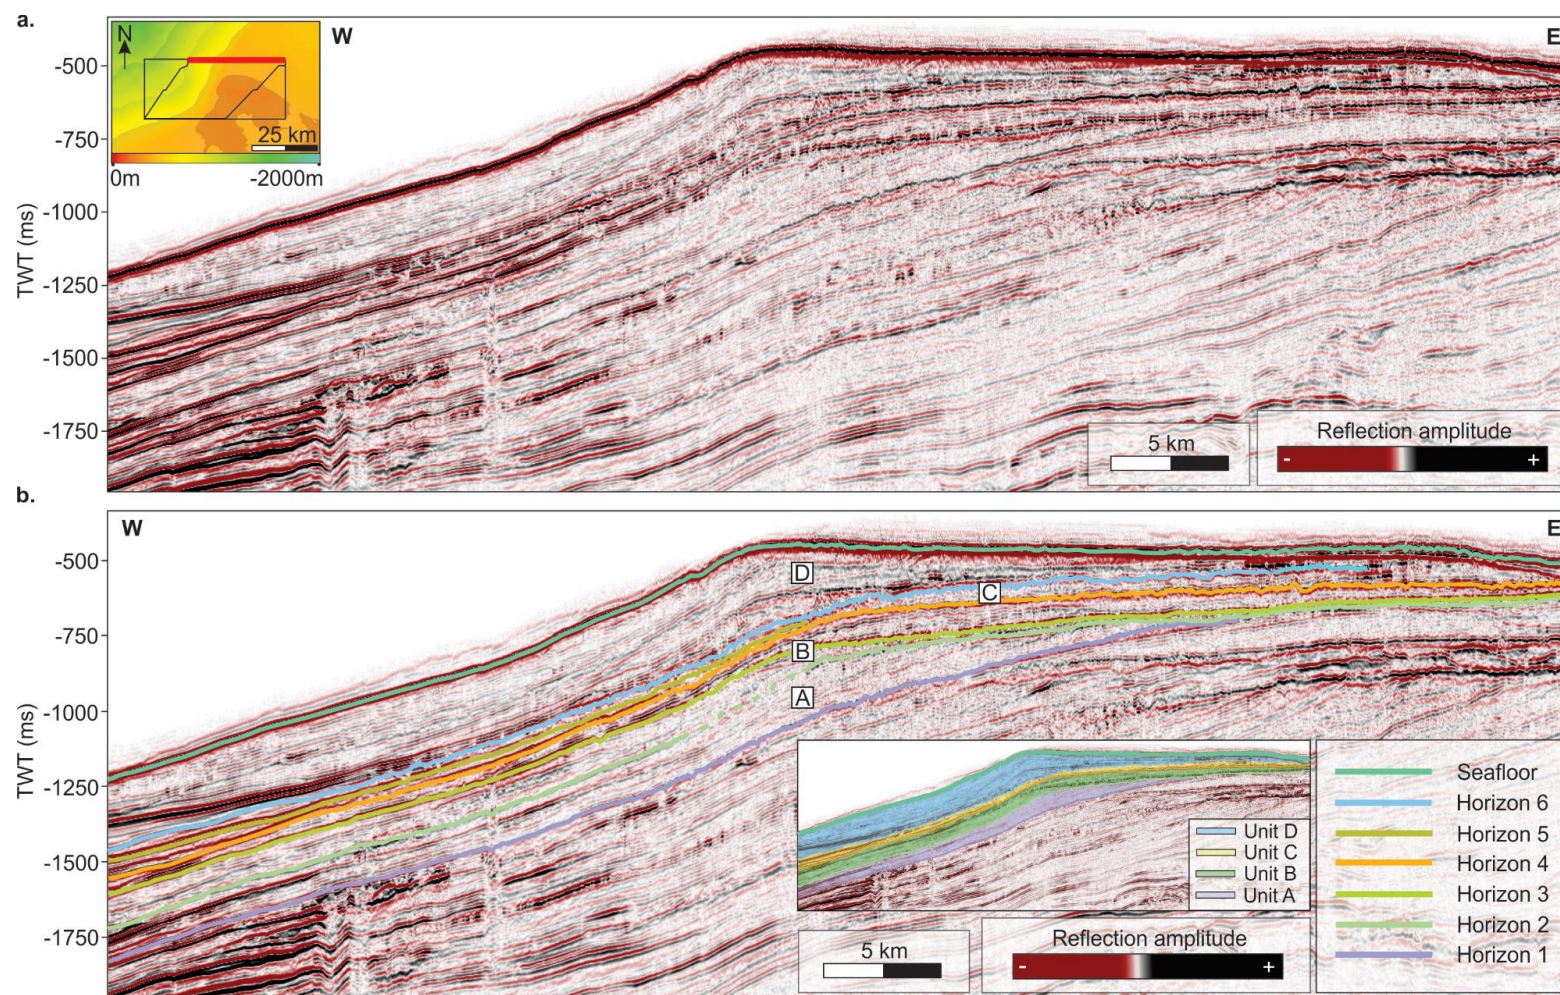 a.
N
W
E
25 km
0m
-2000m
-500
-750
-1000
-1250
-1500
-1750
TWT (ms)
5 km
Reflection amplitude
-
+
b.
W
E
-500
-750
-1000
-1250
-1500
-1750
TWT (ms)
D
C
B
A
Unit D
Unit C
Unit B
Unit A
Seafloor
Horizon 6
Horizon 5
Horizon 4
Horizon 3
Horizon 2
Horizon 1
5 km
Reflection amplitude
-
+